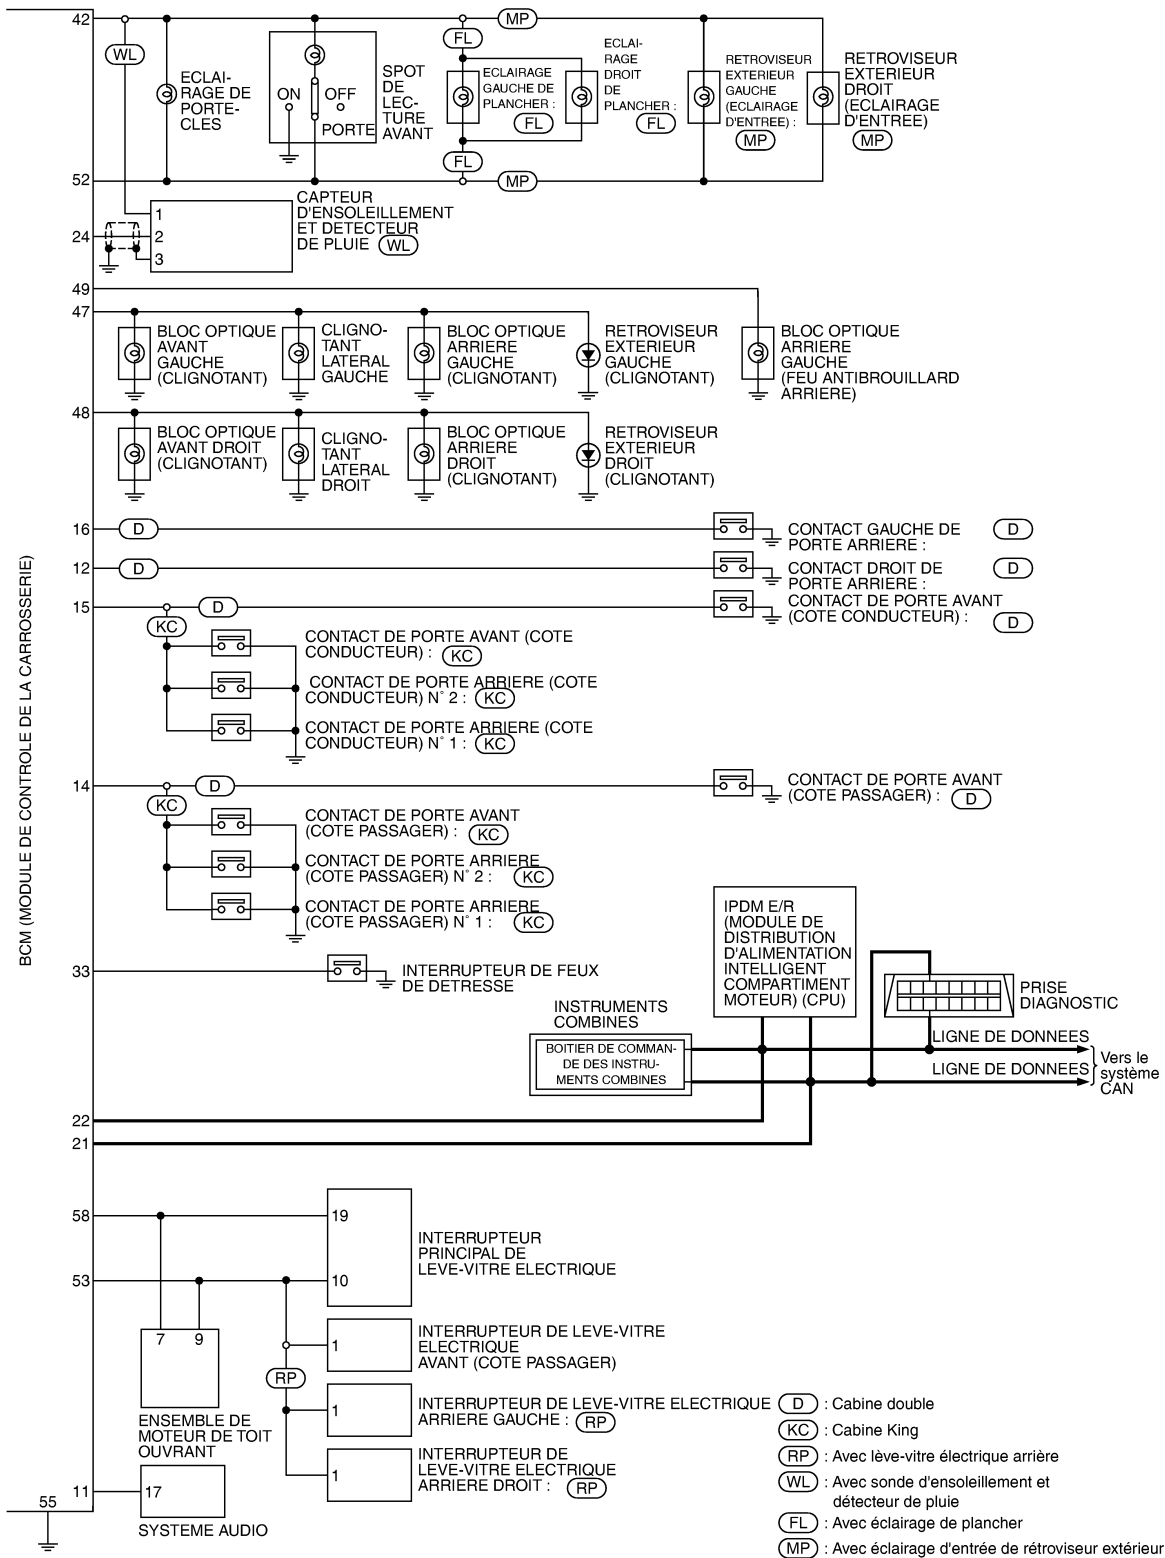 42
MP
WL
FL
ECLAI-
RAGE DE
PORTE-
CLES
ON
OFF
PORTE
SPOT
DE
LEC-
TURE
AVANT
ECLAIRAGE
GAUCHE DE
PLANCHER :
FL
ECLAI-
RAGE
DROIT
DE
PLANCHER :
FL
RETROVISEUR
EXTERIEUR
GAUCHE
(ECLAIRAGE
D'ENTREE) :
MP
RETROVISEUR
EXTERIEUR
DROIT
(ECLAIRAGE
D'ENTREE)
MP
FL
52
MP
1
24
2
3
CAPTEUR
D'ENSOLEILLEMENT
ET DETECTEUR
DE PLUIE WL
49
47
BLOC OPTIQUE
AVANT
GAUCHE
(CLIGNOTANT)
CLIGNO-
TANT
LATERAL
GAUCHE
BLOC OPTIQUE
ARRIERE
GAUCHE
(CLIGNOTANT)
RETROVISEUR
EXTERIEUR
GAUCHE
(CLIGNOTANT)
BLOC OPTIQUE
ARRIERE
GAUCHE
(FEU ANTIBROUILLARD
ARRIERE)
48
BLOC OPTIQUE
AVANT DROIT
(CLIGNOTANT)
CLIGNO-
TANT
LATERAL
DROIT
BLOC OPTIQUE
ARRIERE
DROIT
(CLIGNOTANT)
RETROVISEUR
EXTERIEUR
DROIT
(CLIGNOTANT)
16
D
CONTACT GAUCHE DE
PORTE ARRIERE :
D
12
D
CONTACT DROIT DE
PORTE ARRIERE :
D
15
D
CONTACT DE PORTE AVANT
(COTE CONDUCTEUR) : D
KC
CONTACT DE PORTE AVANT (COTE
CONDUCTEUR) : KC
CONTACT DE PORTE ARRIERE (COTE
CONDUCTEUR) N° 2 : KC
CONTACT DE PORTE ARRIERE (COTE
CONDUCTEUR) N° 1 : KC
BCM (MODULE DE CONTROLE DE LA CARROSSERIE)
14
D
CONTACT DE PORTE AVANT
(COTE PASSAGER) : D
KC
CONTACT DE PORTE AVANT
(COTE PASSAGER) : KC
CONTACT DE PORTE ARRIERE
(COTE PASSAGER) N° 2 : KC
CONTACT DE PORTE ARRIERE
(COTE PASSAGER) N° 1 : KC
33
INTERRUPTEUR DE FEUX
DE DETRESSE
IPDM E/R
(MODULE DE
DISTRIBUTION
D'ALIMENTATION
INTELLIGENT
COMPARTIMENT
MOTEUR) (CPU)
PRISE
DIAGNOSTIC
INSTRUMENTS
COMBINES
BOITIER DE COMMAN-
DE DES INSTRU-
MENTS COMBINES
LIGNE DE DONNEES
LIGNE DE DONNEES
Vers le
système
CAN
22
21
58
19
INTERRUPTEUR
PRINCIPAL DE
LEVE-VITRE ELECTRIQUE
53
10
7 9
ENSEMBLE DE
MOTEUR DE TOIT
OUVRANT
1
INTERRUPTEUR DE LEVE-VITRE
ELECTRIQUE
AVANT (COTE PASSAGER)
RP
1
INTERRUPTEUR DE LEVE-VITRE ELECTRIQUE
ARRIERE GAUCHE : RP
1
INTERRUPTEUR DE
LEVE-VITRE ELECTRIQUE
ARRIERE DROIT : RP
11
17
SYSTEME AUDIO
55
D : Cabine double
KC : Cabine King
RP : Avec lève-vitre électrique arrière
WL : Avec sonde d'ensoleillement et
détecteur de pluie
FL : Avec éclairage de plancher
MP : Avec éclairage d'entrée de rétroviseur extérieur